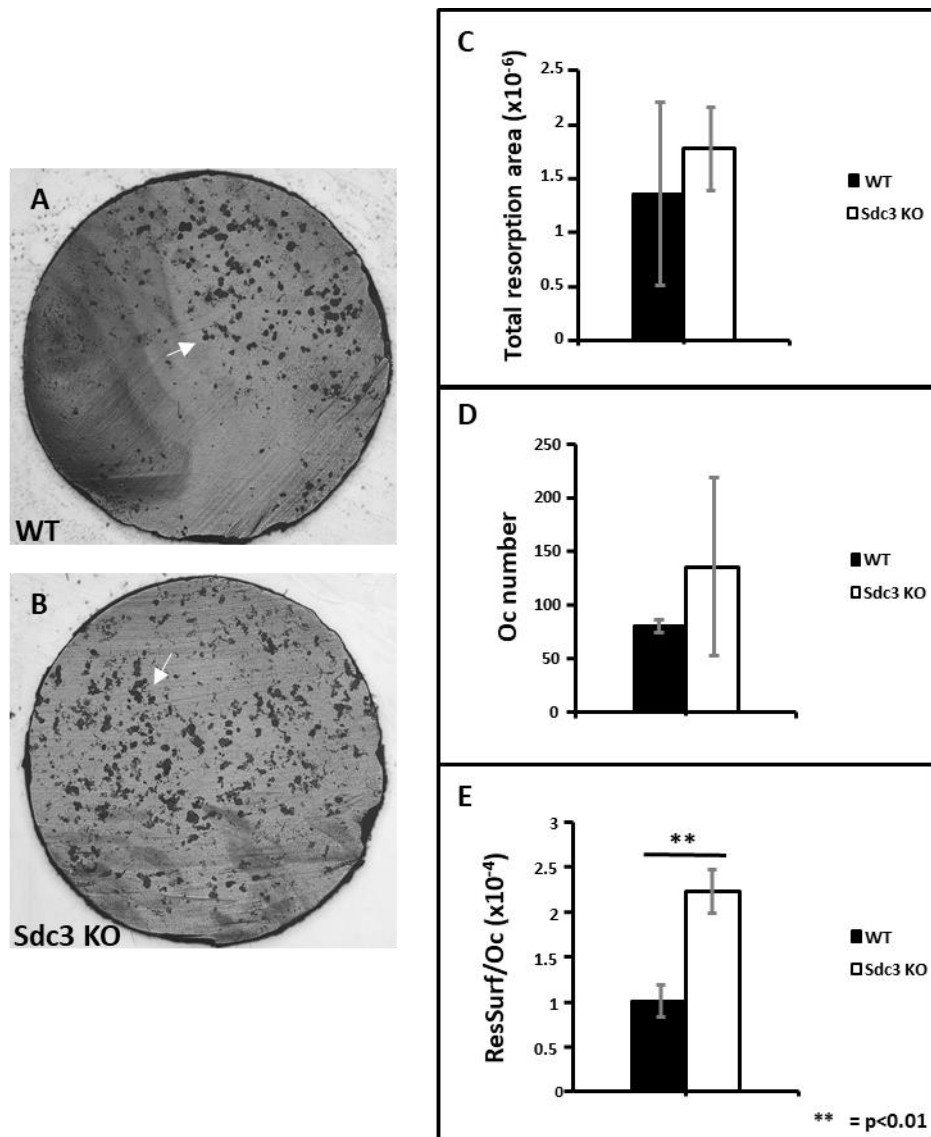 A
WT
B
Sdc3 KO
C
Total resorption area (x10⁻⁶)
2.5
2
1.5
1
0.5
0
WT
Sdc3 KO
D
Oc number
250
200
150
100
50
0
WT
Sdc3 KO
E
ResSurf/Oc (x10⁻⁴)
3
2.5
2
1.5
1
0.5
0
**
WT
Sdc3 KO
** = p<0.01